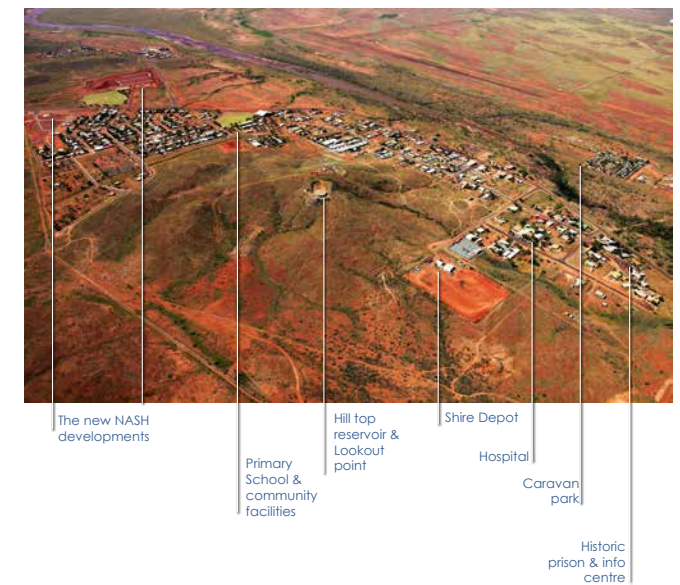 The new NASH
developments
Primary
School &
community
facilities
Hill top
reservoir &
Lookout
point
Shire Depot
Hospital
Caravan
park
Historic
prison & info
centre